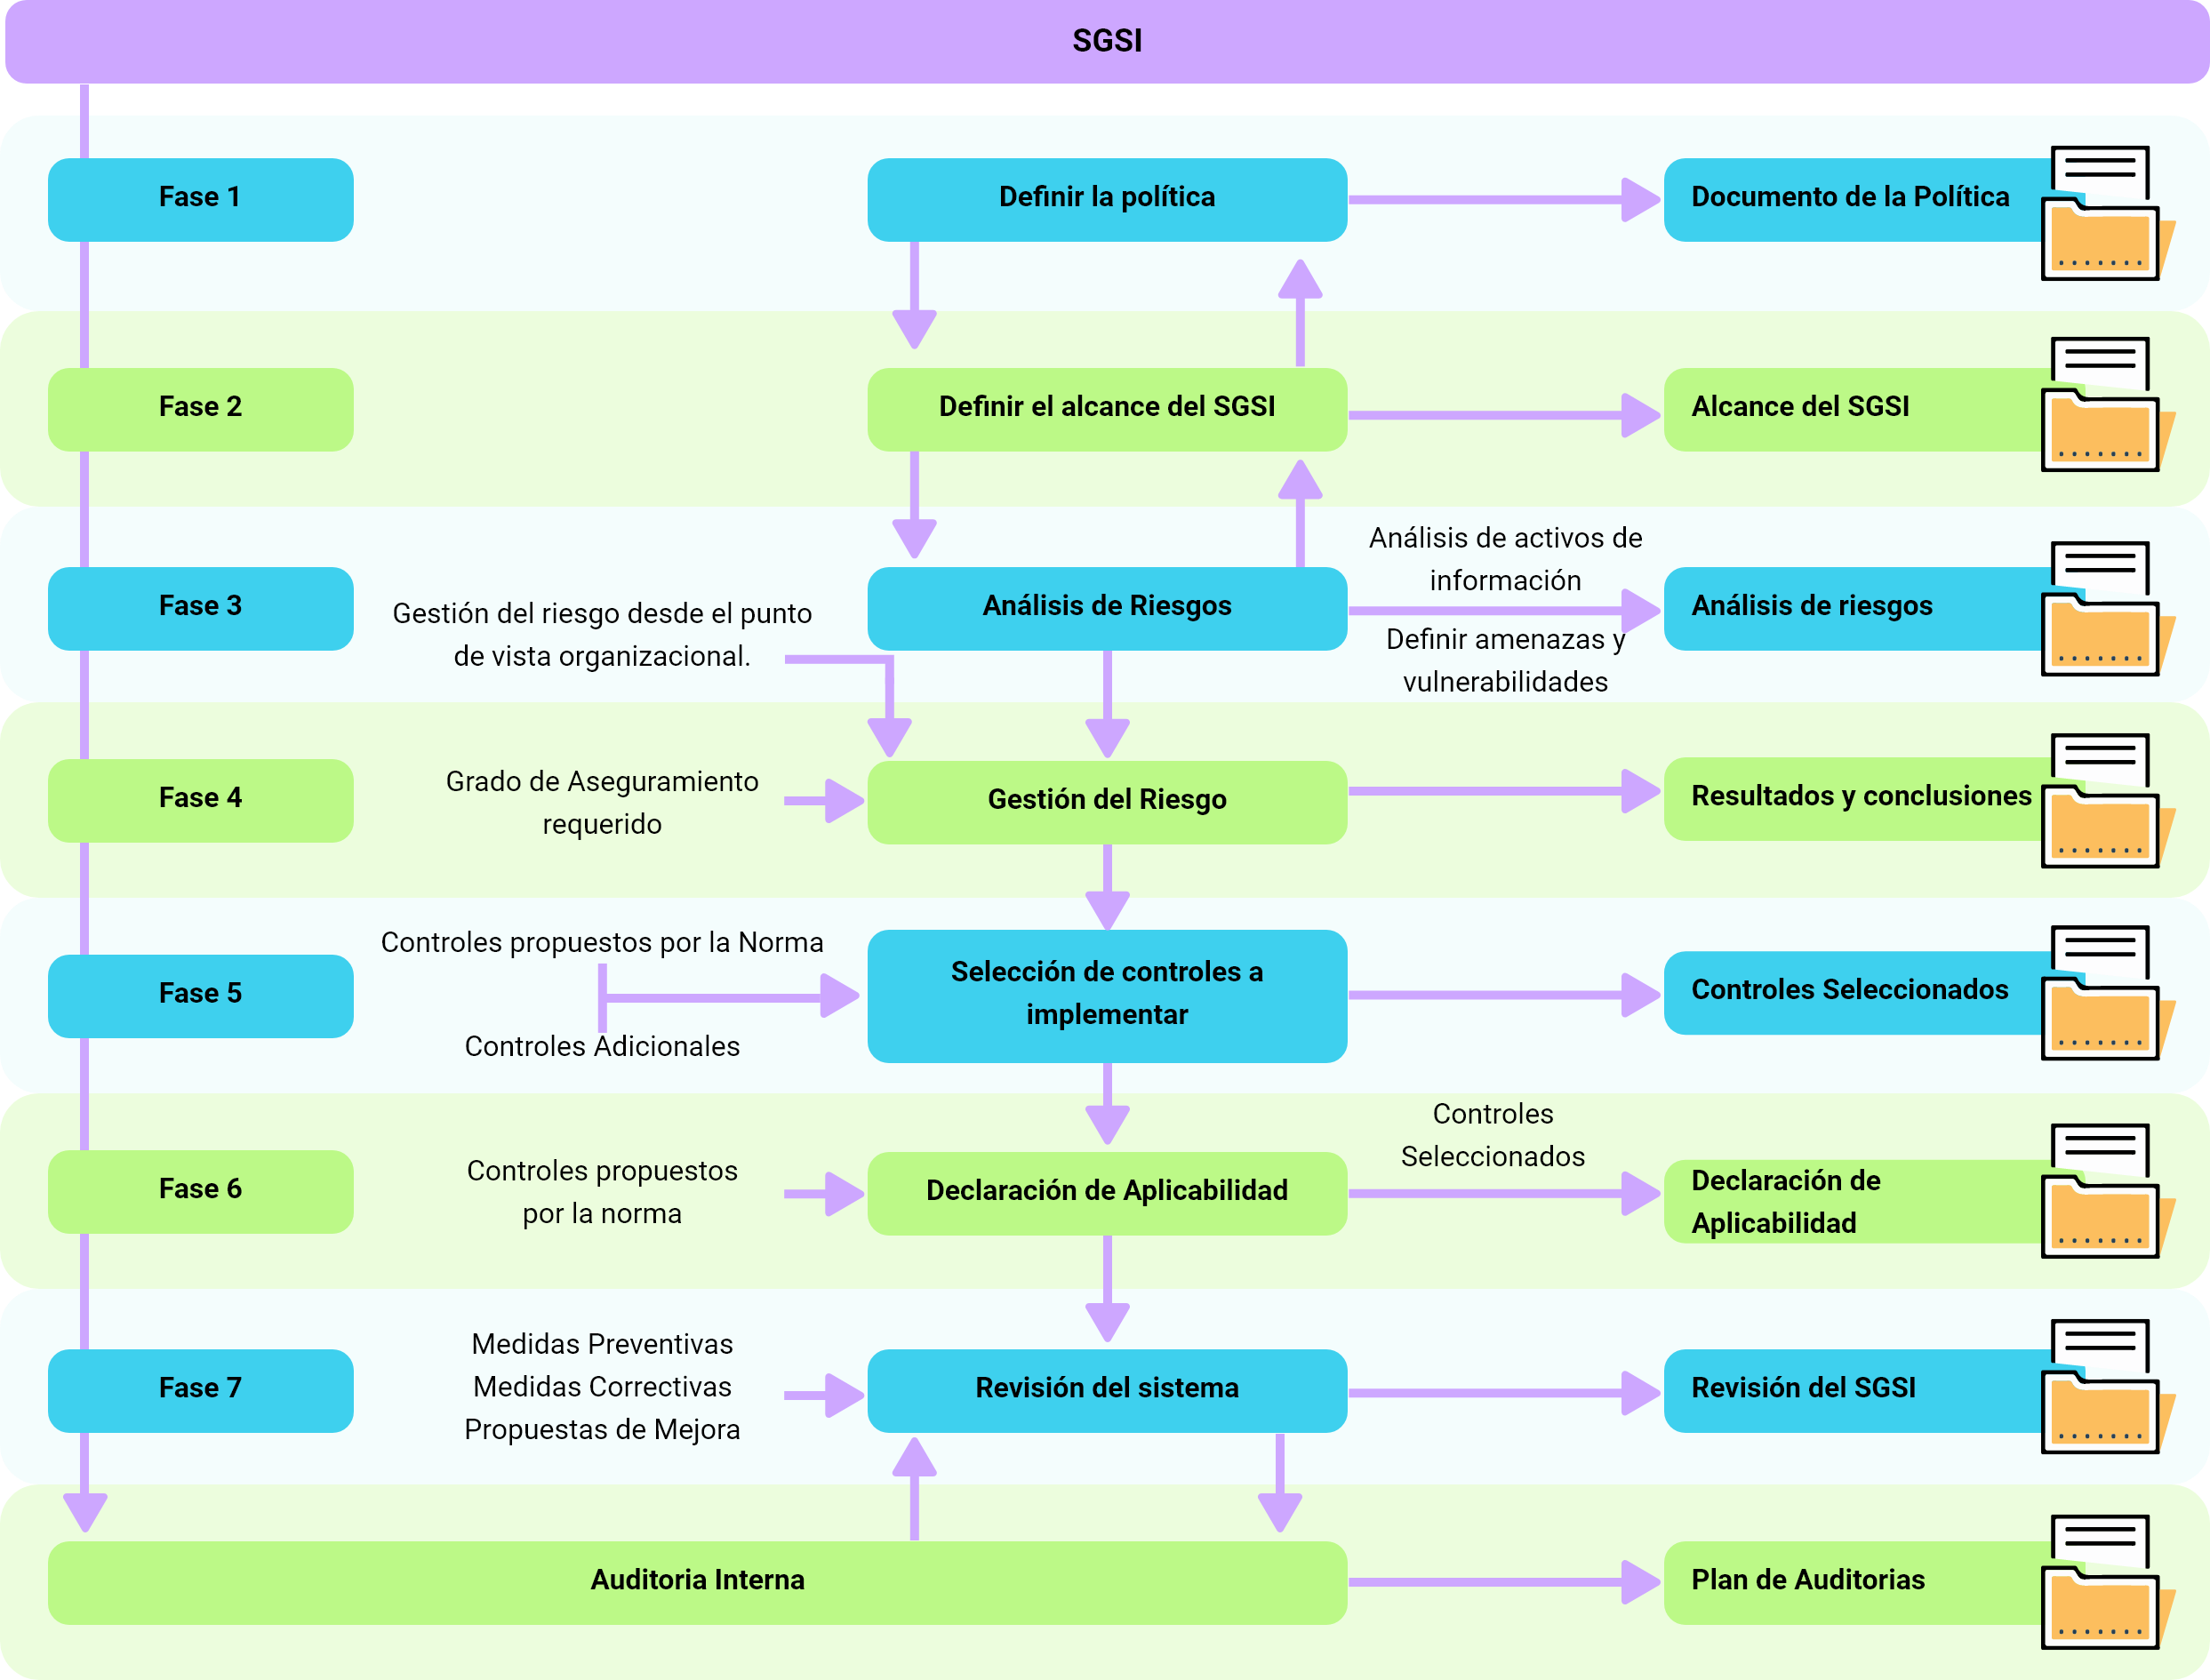 SGSI
Fase 1
Definir la política
Documento de la Política
Fase 2
Definir el alcance del SGSI
Alcance del SGSI
Fase 3
Gestión del riesgo desde el punto
de vista organizacional.
Análisis de Riesgos
Análisis de activos de
información
Definir amenazas y
vulnerabilidades
Análisis de riesgos
Fase 4
Grado de Aseguramiento
requerido
Gestión del Riesgo
Resultados y conclusiones
Fase 5
Controles propuestos por la Norma
Controles Adicionales
Selección de controles a
implementar
Controles Seleccionados
Fase 6
Controles propuestos
por la norma
Declaración de Aplicabilidad
Controles
Seleccionados
Declaración de
Aplicabilidad
Fase 7
Medidas Preventivas
Medidas Correctivas
Propuestas de Mejora
Revisión del sistema
Revisión del SGSI
Auditoria Interna
Plan de Auditorias